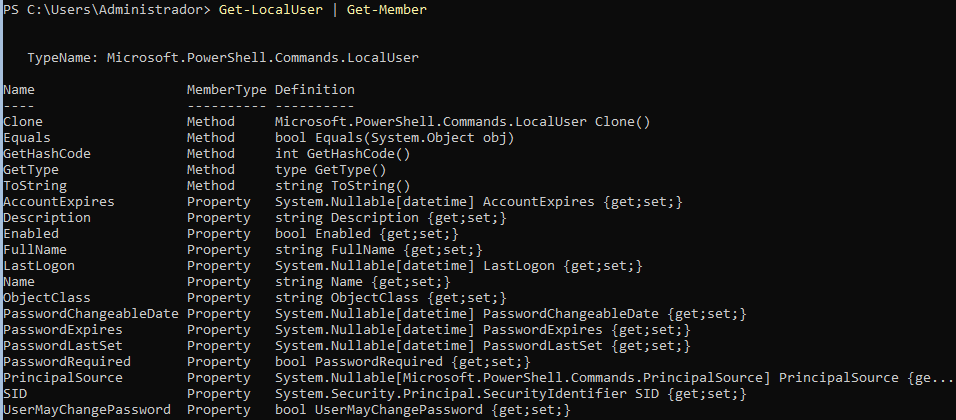 PS C:\Users\Administrador> Get-LocalUser | Get-Member
TypeName: Microsoft.PowerShell.Commands.LocalUser
Name MemberType Definition
---- ---------- ----------
Clone Method Microsoft.PowerShell.Commands.LocalUser Clone()
Equals Method bool Equals(System.Object obj)
GetHashCode Method int GetHashCode()
GetType Method type GetType()
ToString Method string ToString()
AccountExpires Property System.Nullable[datetime] AccountExpires {get;set;}
Description Property string Description {get;set;}
Enabled Property bool Enabled {get;set;}
FullName Property string FullName {get;set;}
LastLogon Property System.Nullable[datetime] LastLogon {get;set;}
Name Property string Name {get;set;}
ObjectClass Property string ObjectClass {get;set;}
PasswordChangeableDate Property System.Nullable[datetime] PasswordChangeableDate {get;set;}
PasswordExpires Property System.Nullable[datetime] PasswordExpires {get;set;}
PasswordLastSet Property System.Nullable[datetime] PasswordLastSet {get;set;}
PasswordRequired Property bool PasswordRequired {get;set;}
PrincipalSource Property System.Nullable[Microsoft.PowerShell.Commands.PrincipalSource] PrincipalSource {ge...
SID Property System.Security.Principal.SecurityIdentifier SID {get;set;}
UserMayChangePassword Property bool UserMayChangePassword {get;set;}